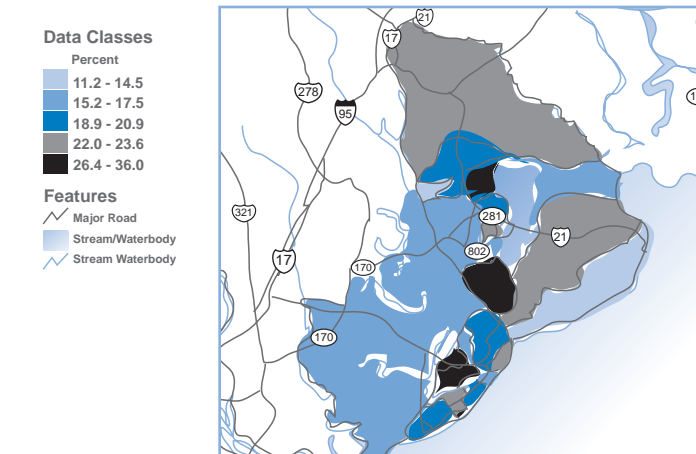 Data Classes
Percent
11.2 - 14.5
15.2 - 17.5
18.9 - 20.9
22.0 - 23.6
26.4 - 36.0
Features
Major Road
Stream/Waterbody
Stream Waterbody
21
17
278
95
1
321
281
21
802
17
170
170